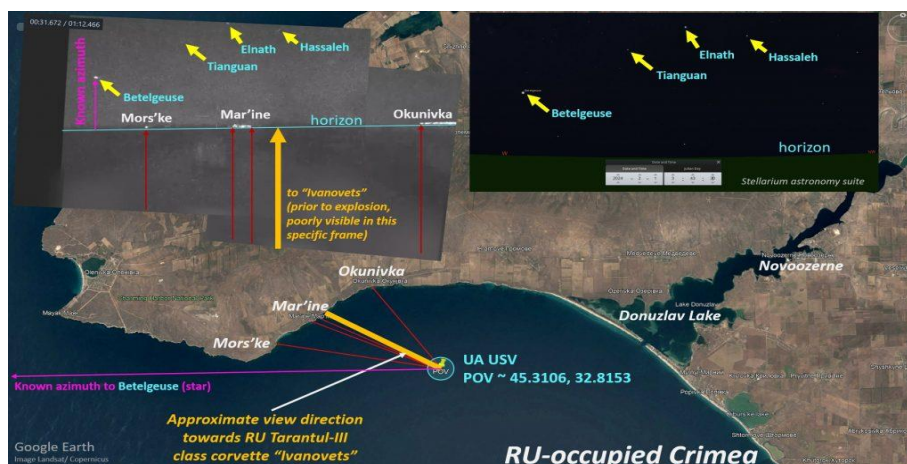 00:31.672 / 01:12.466
Elnath
Hassaleh
Tianguan
Known azimuth
Betelgeuse
Mors'ke
Mar'ine
horizon
Okunivka
to "Ivanovets"
(prior to explosion,
poorly visible in this
specific frame)
Elnath
Hassaleh
Tianguan
Betelgeuse
horizon
Stellarium astronomy suite
Okunivka
Mar'ine
Mors'ke
Novoozerne
Donuzlav Lake
Lake Donuzlav
UA USV
POV ~ 45.3106, 32.8153
POV
Known azimuth to Betelgeuse (star)
Approximate view direction
towards RU Tarantul-III
class corvette "Ivanovets"
Google Earth
Image Landsat/ Copernicus
RU-occupied Crimea